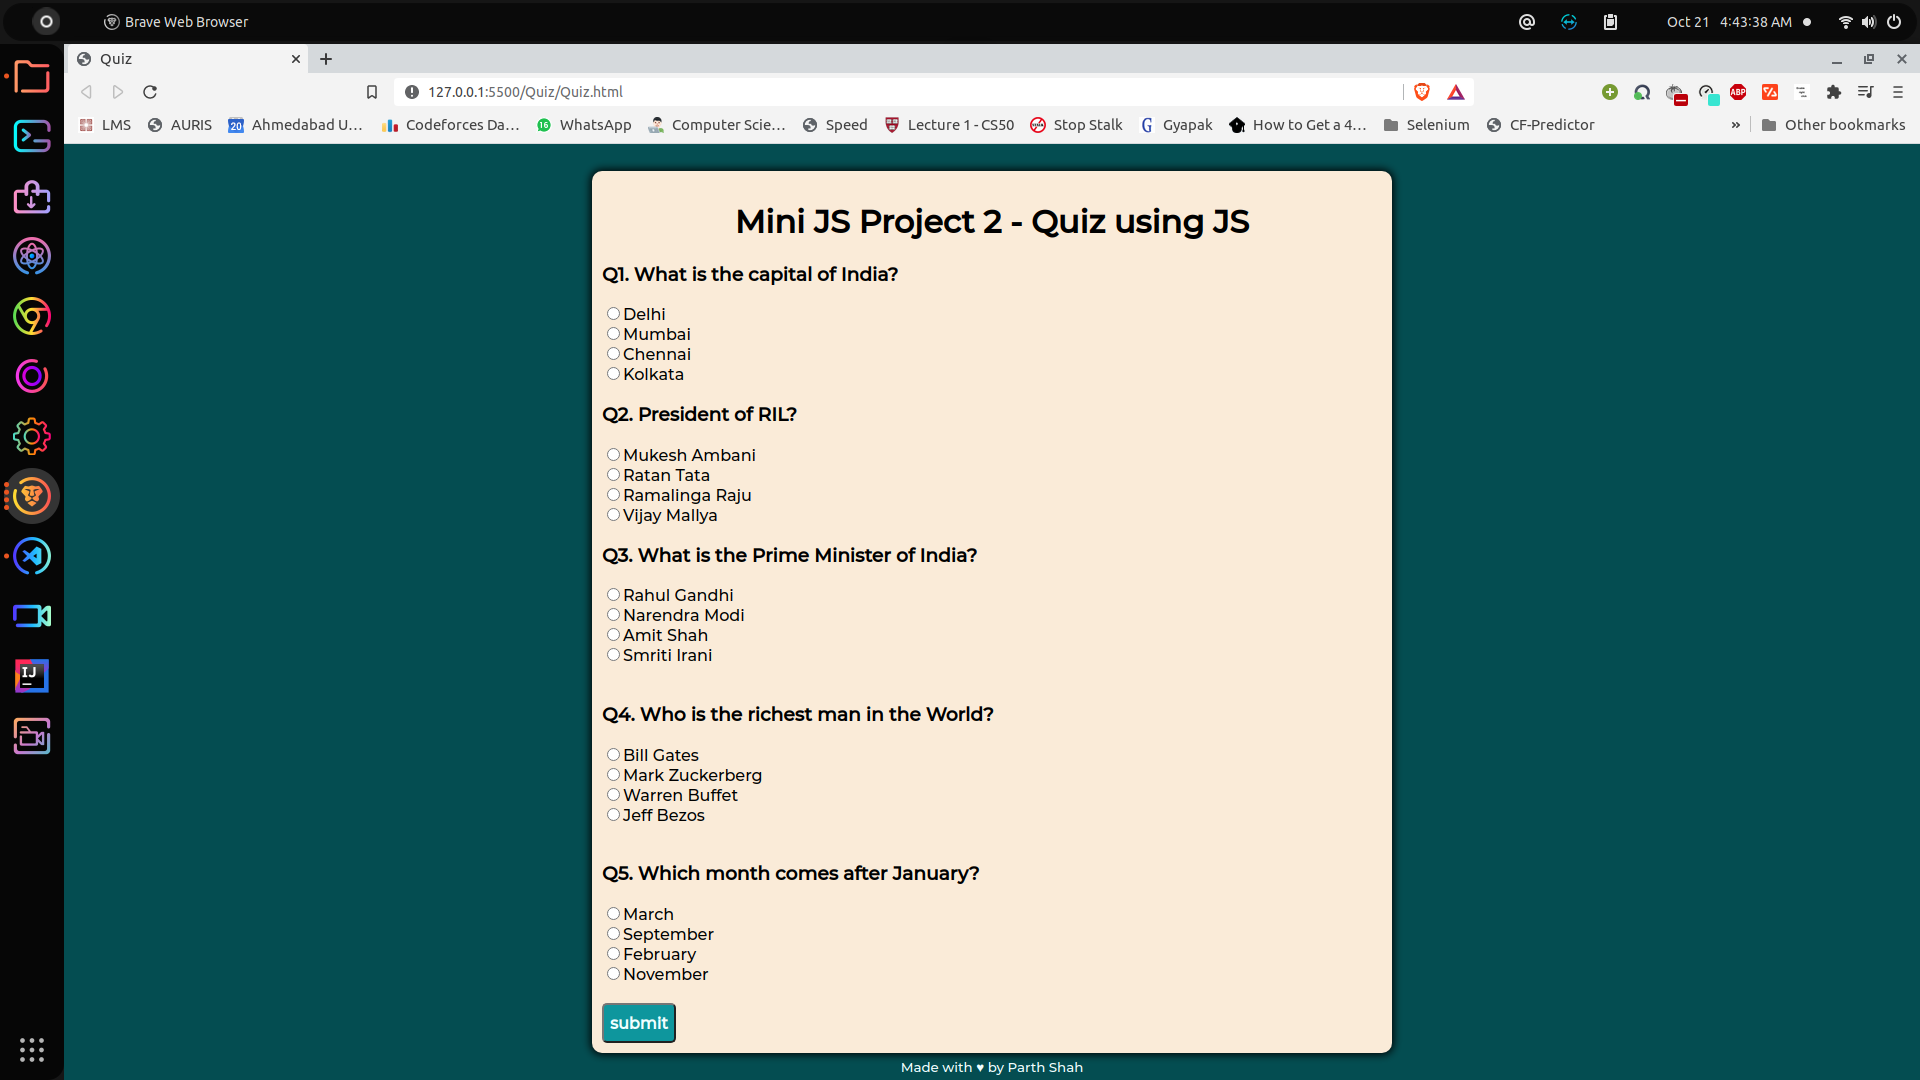 Brave Web Browser
Oct 21 4:43:38 AM
Quiz
127.0.0.1:5500/Quiz/Quiz.html
ABP
LMS
AURIS
20 Ahmedabad U...
Codeforces Da...
16 WhatsApp
Computer Scie...
Speed
Lecture 1 - CS50
Stop Stalk
G Gyapak
How to Get a 4...
Selenium
CF-Predictor
»
Other bookmarks
Mini JS Project 2 - Quiz using JS
Q1. What is the capital of India?
Delhi
Mumbai
Chennai
Kolkata
Q2. President of RIL?
Mukesh Ambani
Ratan Tata
Ramalinga Raju
Vijay Mallya
Q3. What is the Prime Minister of India?
Rahul Gandhi
Narendra Modi
Amit Shah
Smriti Irani
Q4. Who is the richest man in the World?
Bill Gates
Mark Zuckerberg
Warren Buffet
Jeff Bezos
Q5. Which month comes after January?
March
September
February
November
submit
Made with ♥ by Parth Shah
IJ